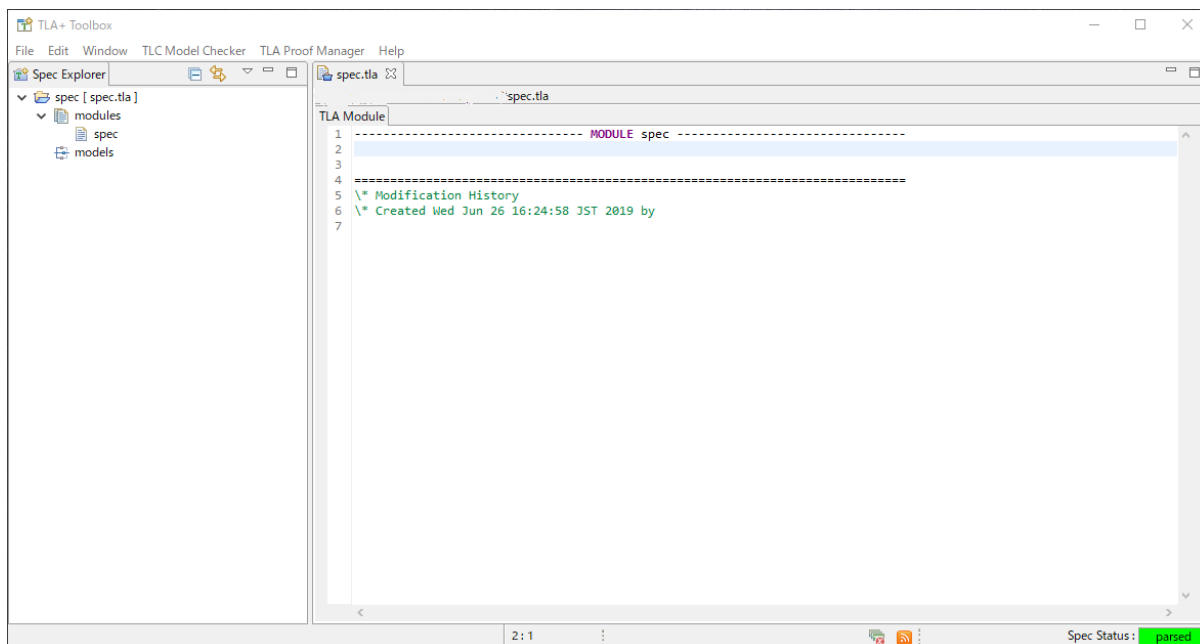 TLA+ Toolbox
File Edit Window TLC Model Checker TLA Proof Manager Help
Spec Explorer
spec [ spec.tla ]
modules
spec
models
spec.tla
spec.tla
TLA Module
1 ------------------------------- MODULE spec -------------------------------
2
3
4 =============================================================================
5 \* Modification History
6 \* Created Wed Jun 26 16:24:58 JST 2019 by
7
2 : 1
Spec Status : parsed